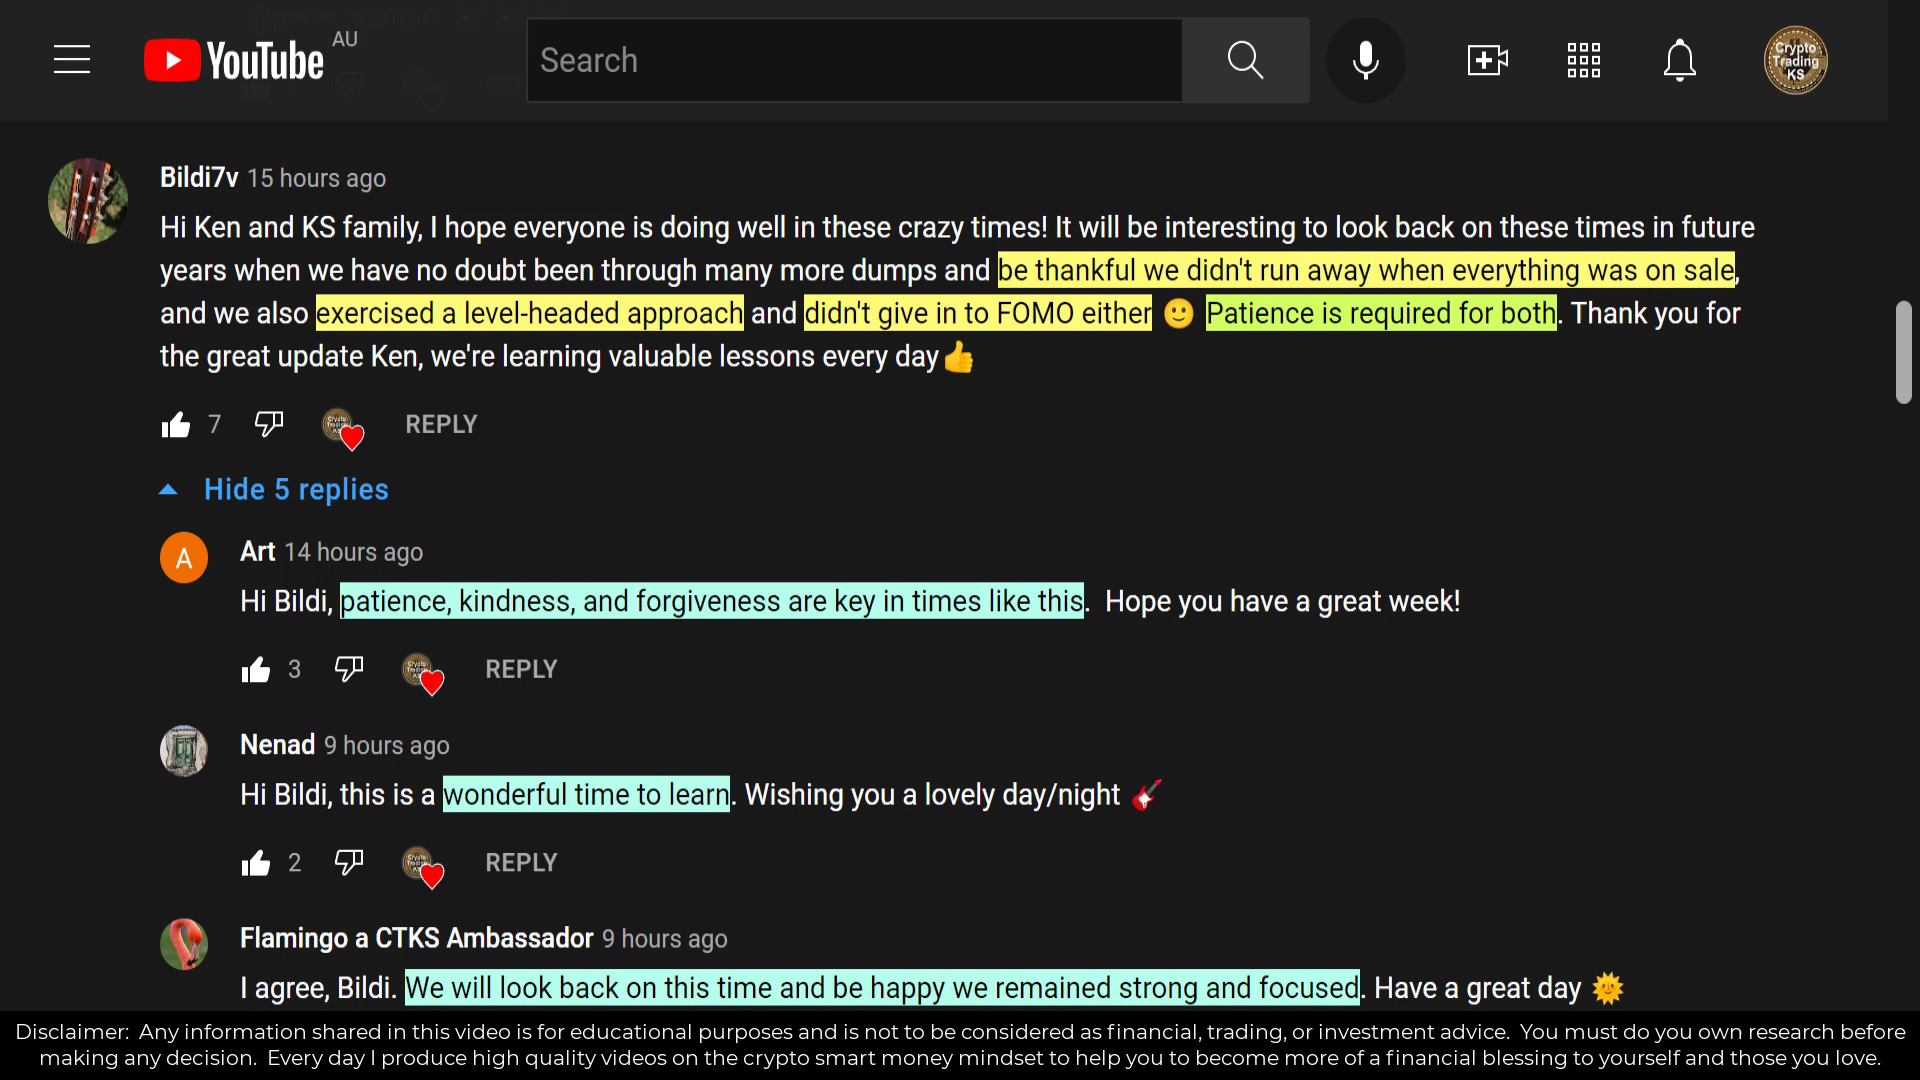 YouTube AU
Search
Crypto
Trading
KS
Bildi7v 15 hours ago
Hi Ken and KS family, I hope everyone is doing well in these crazy times! It will be interesting to look back on these times in future
years when we have no doubt been through many more dumps and be thankful we didn't run away when everything was on sale,
and we also exercised a level-headed approach and didn't give in to FOMO either 🙂 Patience is required for both. Thank you for
the great update Ken, we're learning valuable lessons every day👍
7 REPLY
Hide 5 replies
A
Art 14 hours ago
Hi Bildi, patience, kindness, and forgiveness are key in times like this.  Hope you have a great week!
3 REPLY
Nenad 9 hours ago
Hi Bildi, this is a wonderful time to learn. Wishing you a lovely day/night 🎸
2 REPLY
Flamingo a CTKS Ambassador 9 hours ago
I agree, Bildi. We will look back on this time and be happy we remained strong and focused. Have a great day 🌞
Disclaimer:  Any information shared in this video is for educational purposes and is not to be considered as financial, trading, or investment advice.  You must do you own research before
making any decision.  Every day I produce high quality videos on the crypto smart money mindset to help you to become more of a financial blessing to yourself and those you love.